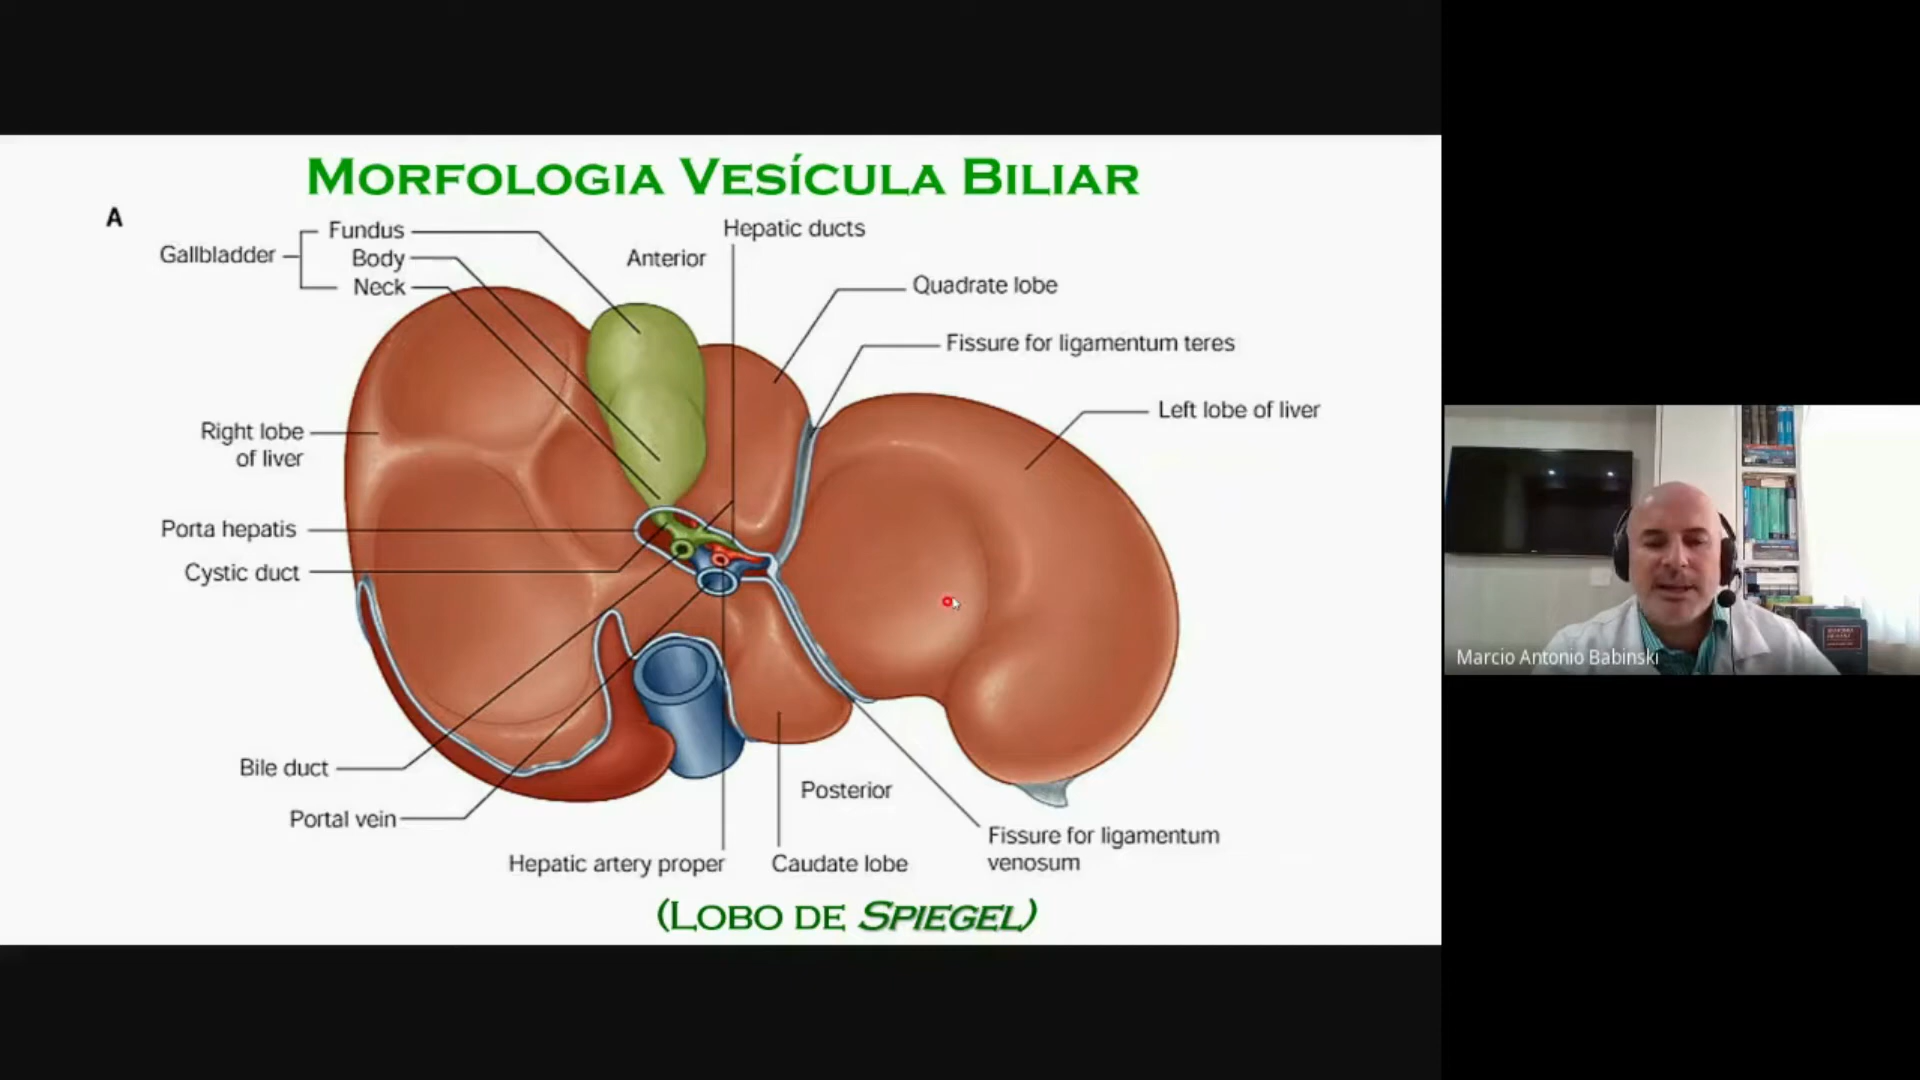 MORFOLOGIA VESÍCULA BILIAR
A
Gallbladder
Fundus
Body
Neck
Hepatic ducts
Anterior
Quadrate lobe
Fissure for ligamentum teres
Left lobe of liver
Right lobe
of liver
Porta hepatis
Cystic duct
Bile duct
Portal vein
Hepatic artery proper
Posterior
Caudate lobe
Fissure for ligamentum
venosum
(LOBO DE SPIEGEL)
Marcio Antonio Babinski